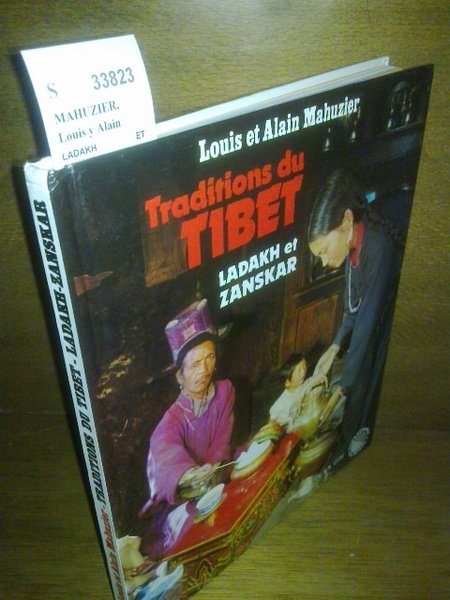 S 33823
MAHUZIER,
Louis y Alain
LADAKH ET
Louis et Alain Mahuzier
Traditions du
TIBET
LADAKH et
ZANSKAR
TRADITIONS DU TIBET - LADAKH-ZANSKAR